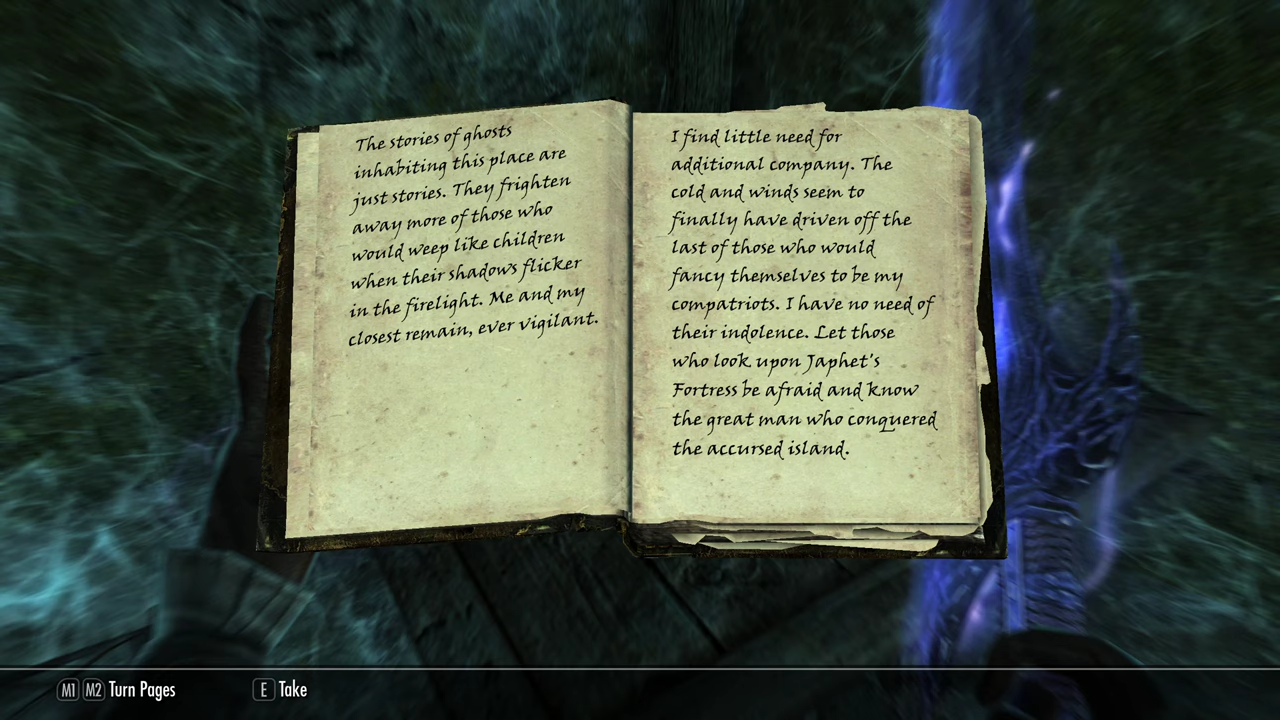 The stories of ghosts
inhabiting this place are
just stories. They frighten
away more of those who
would weep like children
when their shadows flicker
in the firelight. Me and my
closest remain, ever vigilant.
I find little need for
additional company. The
cold and winds seem to
finally have driven off the
last of those who would
fancy themselves to be my
compatriots. I have no need of
their indolence. Let those
who look upon Japhet's
Fortress be afraid and know
the great man who conquered
the accursed island.
M1 M2 Turn Pages E Take